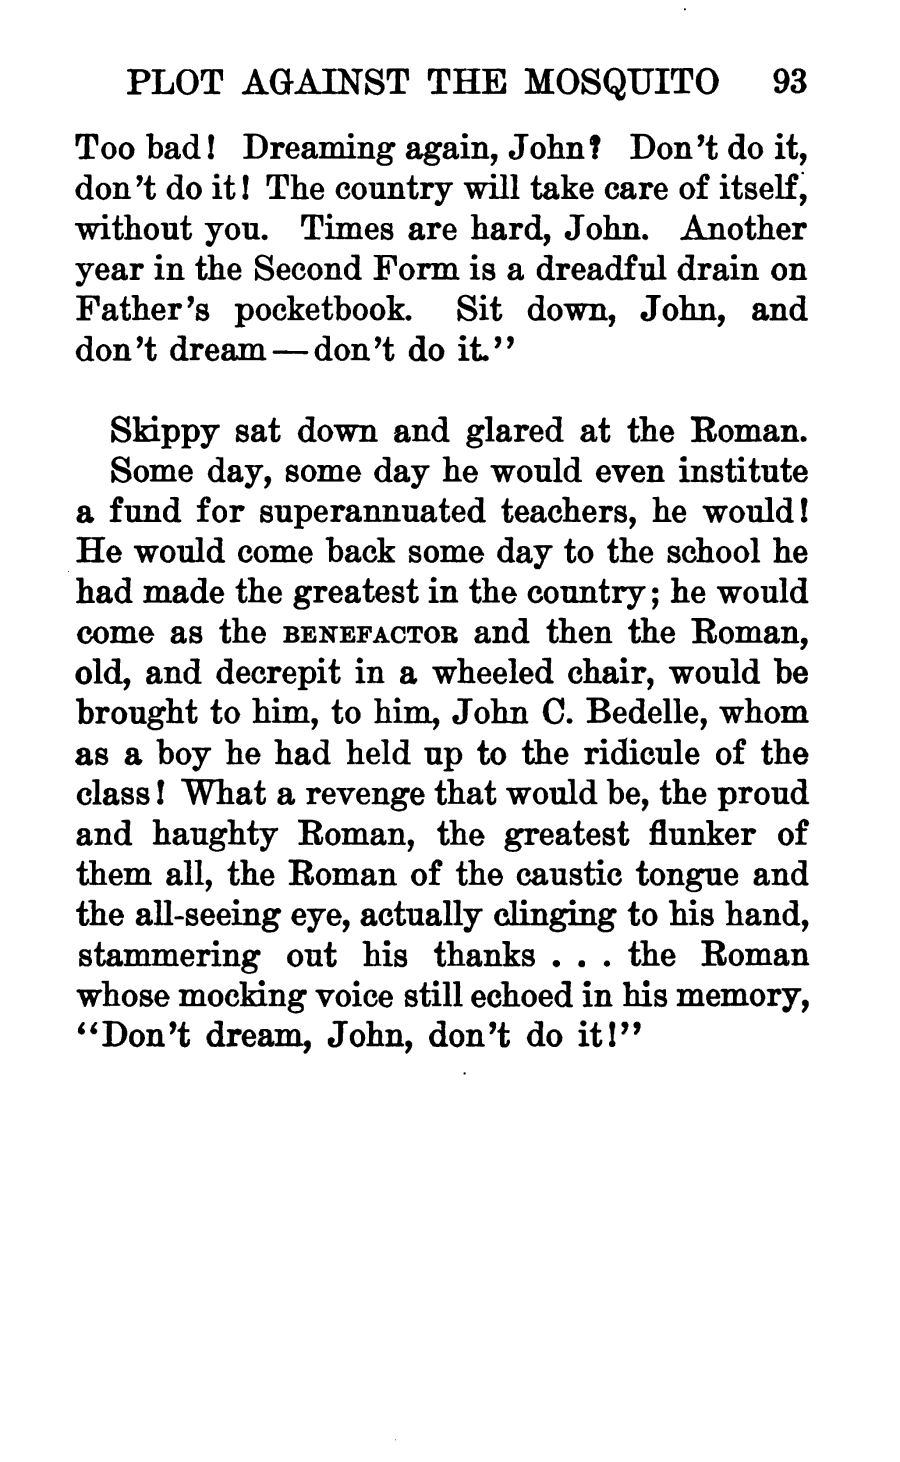 PLOT AGAINST THE MOSQUITO 93
Too bad! Dreaming again, John? Don't do it,
don't do it! The country will take care of itself,
without you. Times are hard, John. Another
year in the Second Form is a dreadful drain on
Father's pocketbook. Sit down, John, and
don't dream—don't do it."
Skippy sat down and glared at the Roman.
Some day, some day he would even institute
a fund for superannuated teachers, he would!
He would come back some day to the school he
had made the greatest in the country; he would
come as the BENEFACTOR and then the Roman,
old, and decrepit in a wheeled chair, would be
brought to him, to him, John C. Bedelle, whom
as a boy he had held up to the ridicule of the
class! What a revenge that would be, the proud
and haughty Roman, the greatest flunker of
them all, the Roman of the caustic tongue and
the all-seeing eye, actually clinging to his hand,
stammering out his thanks . . . the Roman
whose mocking voice still echoed in his memory,
"Don't dream, John, don't do it!"